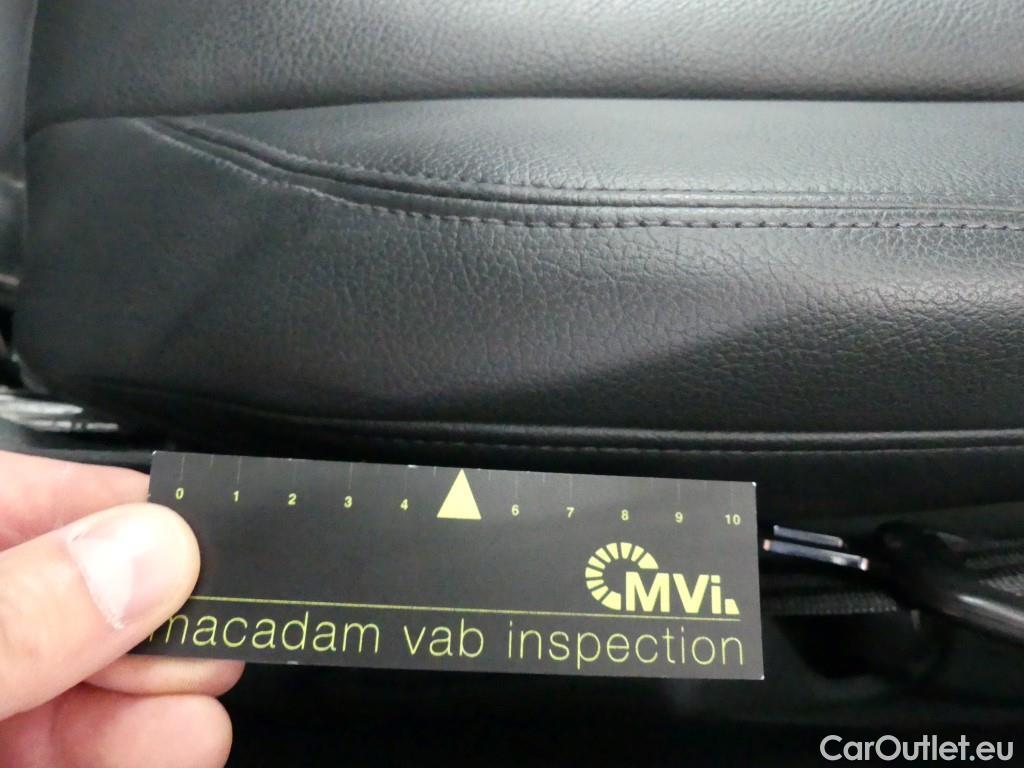 0 1 2 3 4 6 7 8 9 10
MVi.
macadam vab inspection
CarOutlet.eu